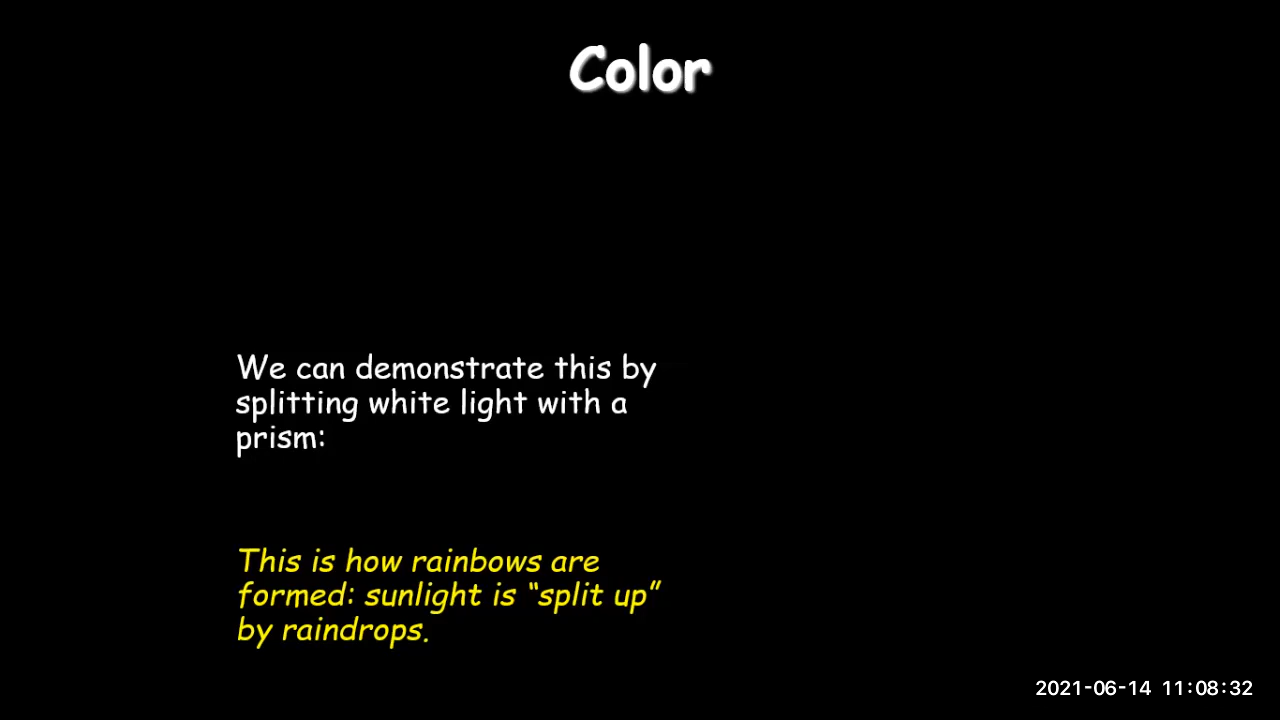 Color
We can demonstrate this by
splitting white light with a
prism:
This is how rainbows are
formed: sunlight is “split up”
by raindrops.
2021-06-14 11:08:32